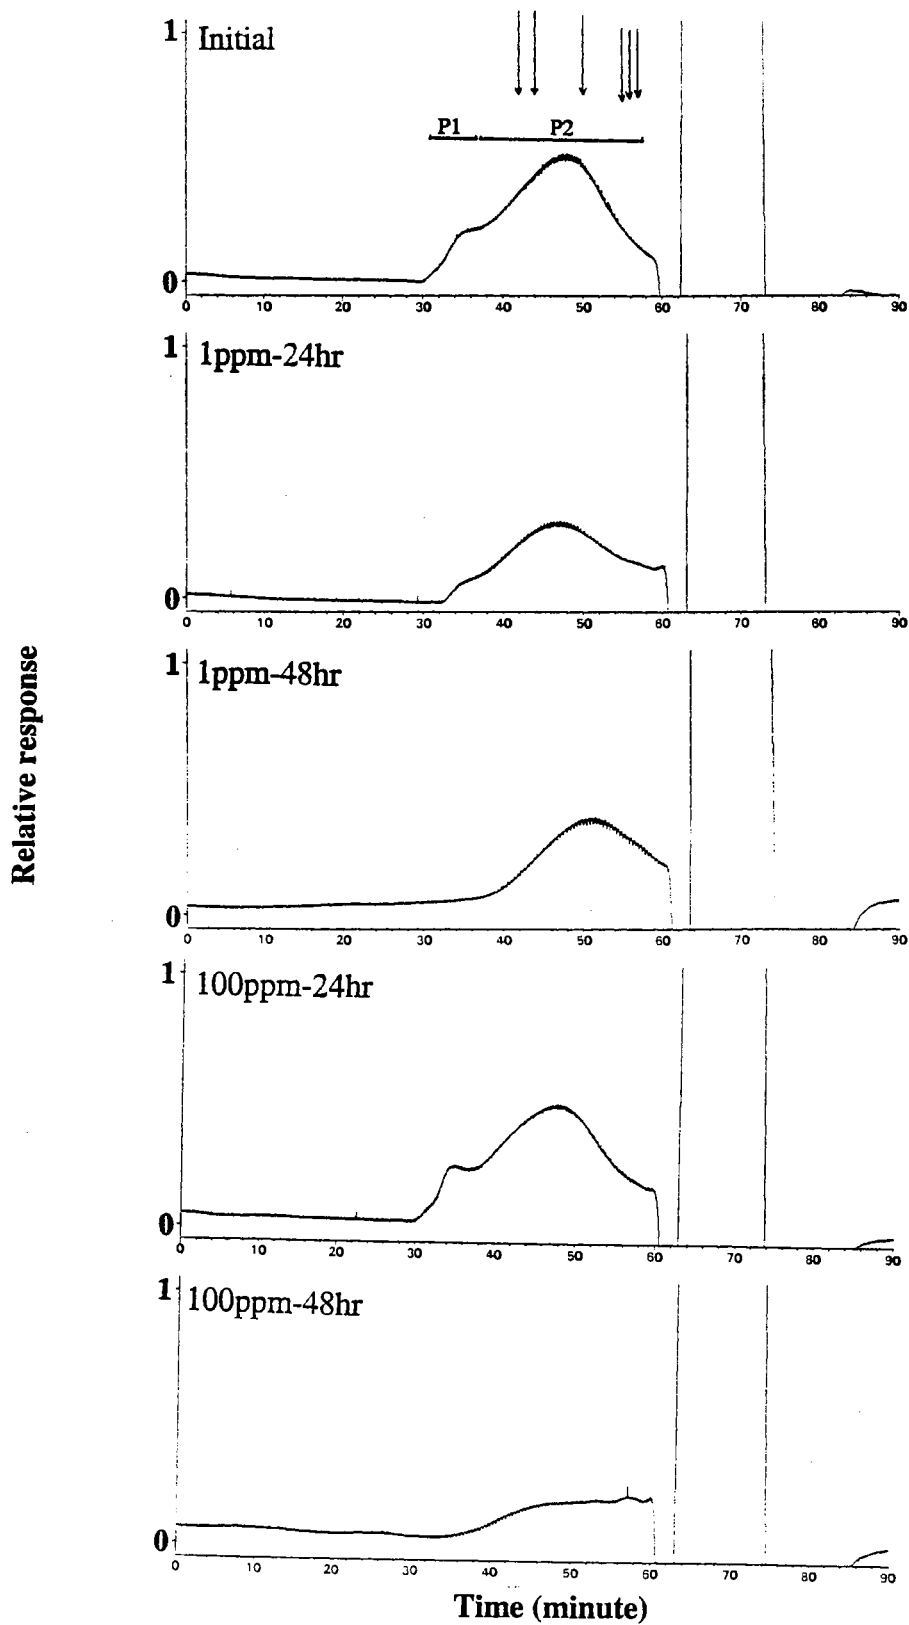 1
Initial
P1 P2
0
0 10 20 30 40 50 60 70 80 90
1
1ppm-24hr
0
0 10 20 30 40 50 60 70 80 90
1
1ppm-48hr
0
0 10 20 30 40 50 60 70 80 90
1
100ppm-24hr
0
0 10 20 30 40 50 60 70 80 90
1
100ppm-48hr
0
0 10 20 30 40 50 60 70 80 90
Time (minute)
Relative response